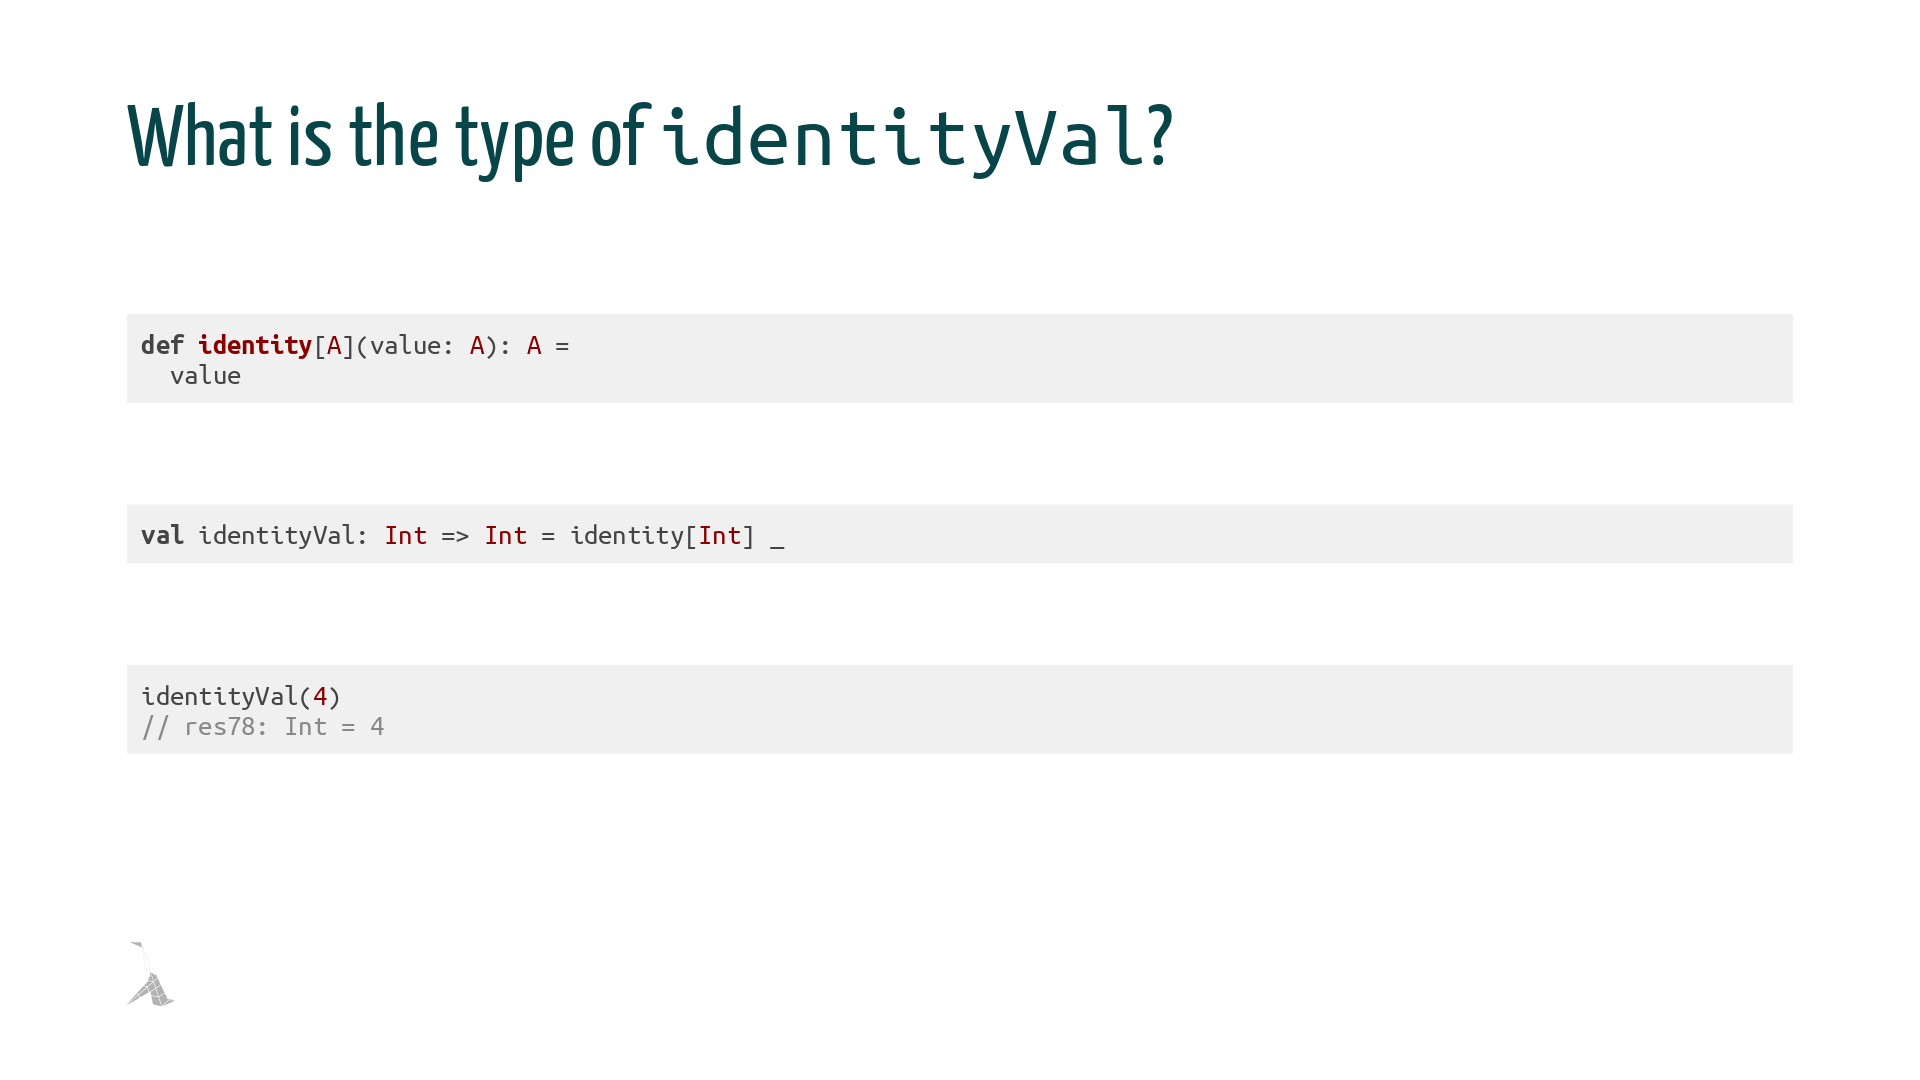 What is the type of identityVal?
def identity[A](value: A): A =
  value
val identityVal: Int => Int = identity[Int] _
identityVal(4)
// res78: Int = 4